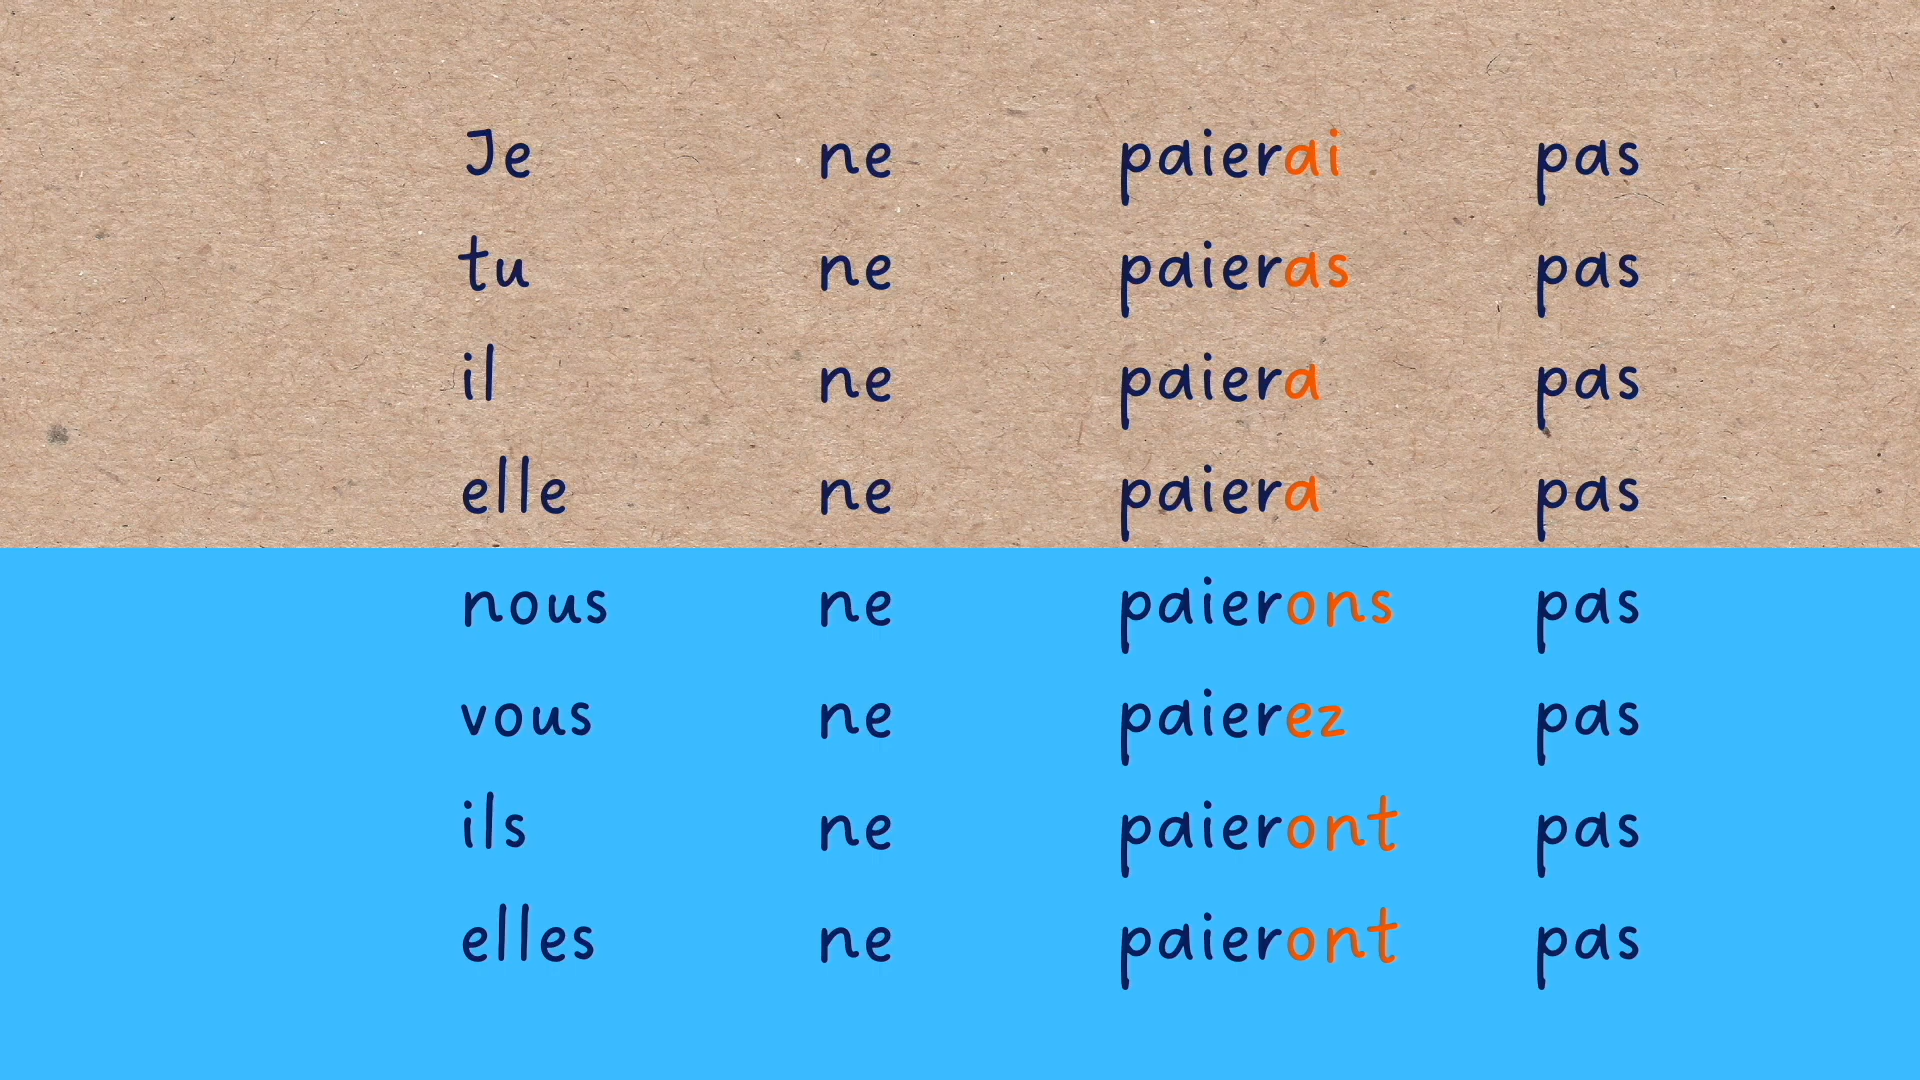 Je ne paierai pas
tu ne paieras pas
il ne paiera pas
elle ne paiera pas
nous ne paierons pas
vous ne paierez pas
ils ne paieront pas
elles ne paieront pas